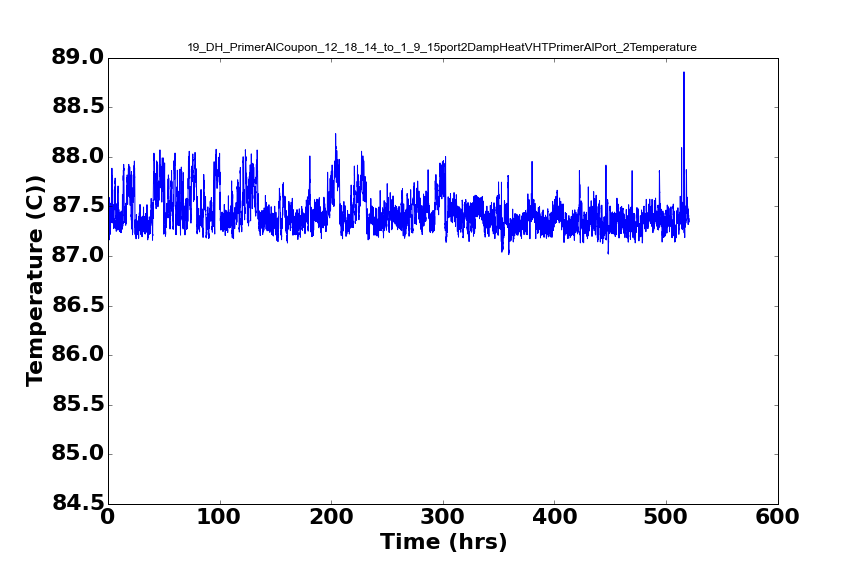 19_DH_PrimerAlCoupon_12_18_14_to_1_9_15port2DampHeatVHTPrimerAlPort_2Temperature
89.0
88.5
88.0
87.5
87.0
86.5
86.0
85.5
85.0
84.5
Temperature (C))
0 100 200 300 400 500 600
Time (hrs)